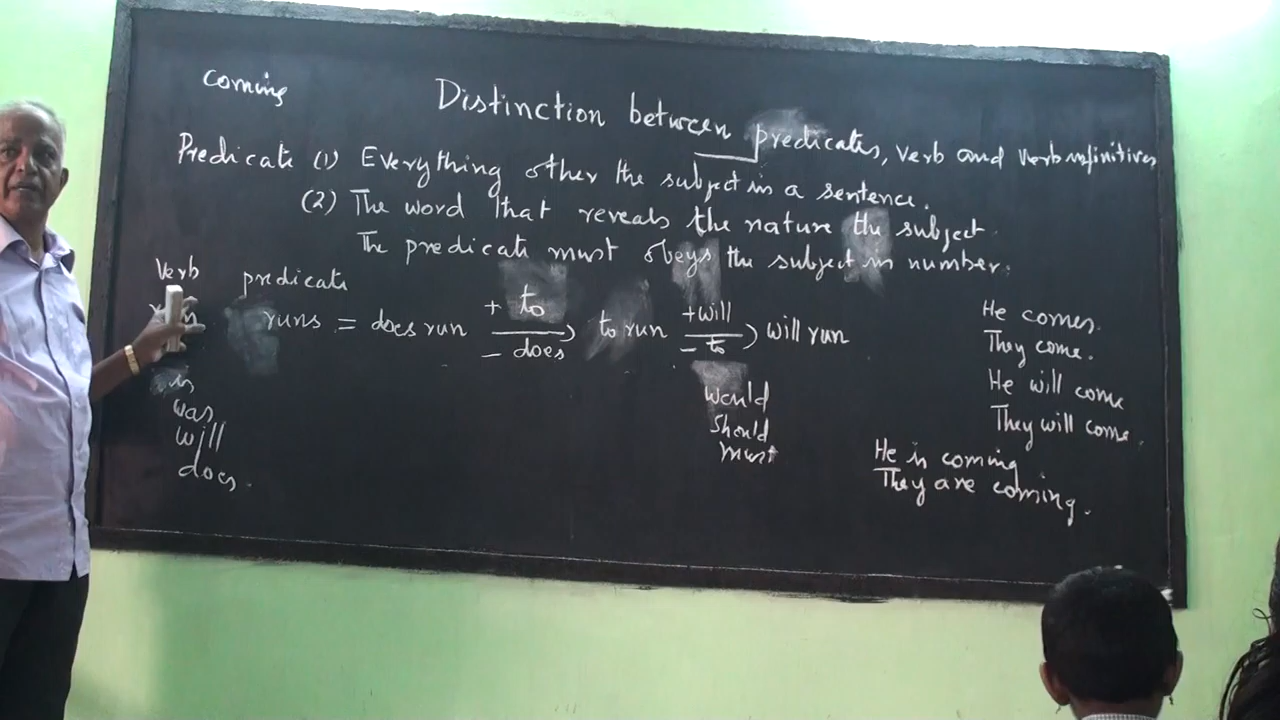 coming
Distinction between predicates, verb and verb infinitives
Predicate (1) Everything other the subject in a sentence.
(2) The word that reveals the nature the subject.
The predicate must obeys the subject in number.
Verb predicate
runs = does run + to - does to run + will - to will run
is
was
will
does.
would
should
must
He comes.
They come.
He will come
They will come.
He is coming
They are coming.